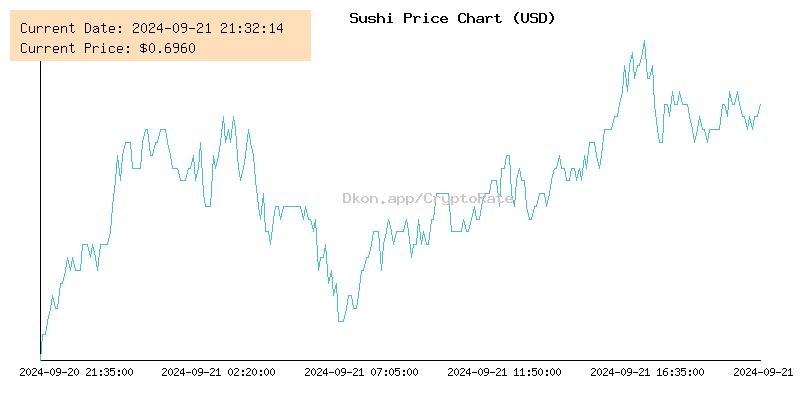 Sushi Price Chart (USD)
Current Date: 2024-09-21 21:32:14
Current Price: $0.6960
Dkon.app/CryptoRate
2024-09-20 21:35:00 2024-09-21 02:20:00 2024-09-21 07:05:00 2024-09-21 11:50:00 2024-09-21 16:35:00 2024-09-21